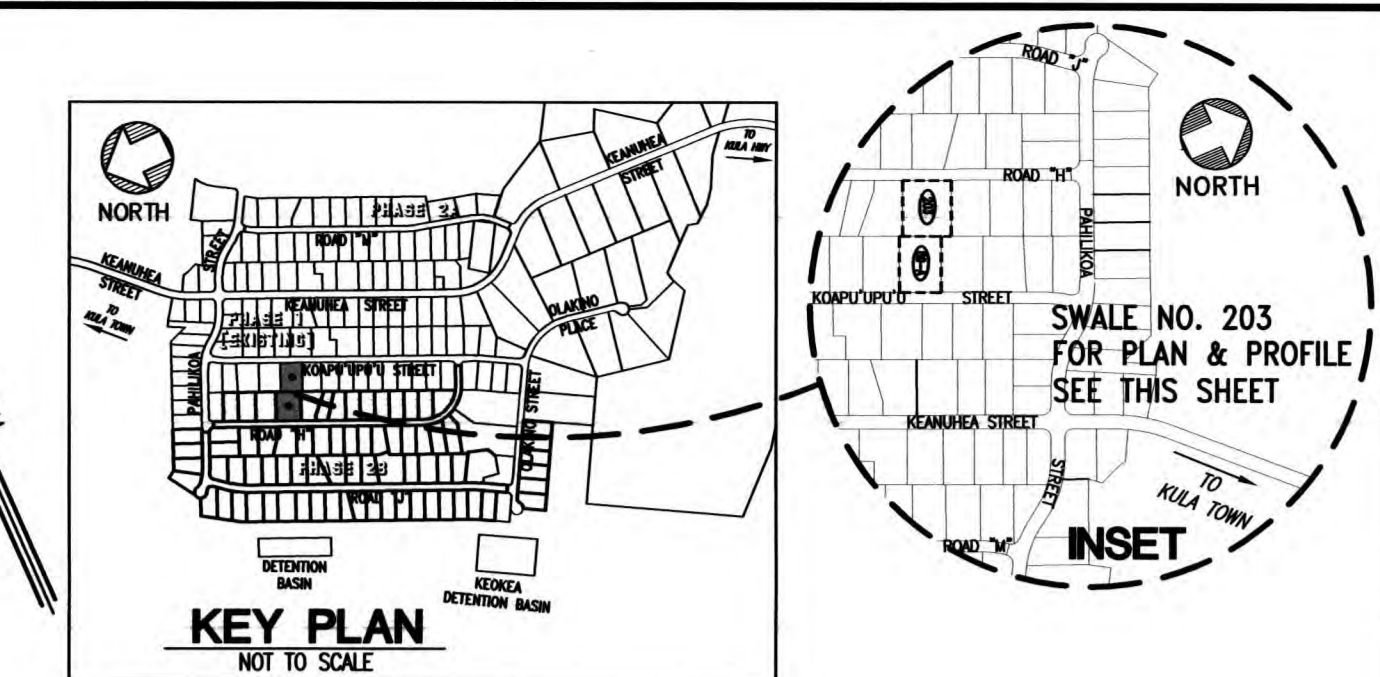 NORTH
KEANUHEA
STREET
TO
KULA HWY
PHASE 2A
ROAD "M"
STREET
KEANUHEA
STREET
TO
KULA TOWN
KEANUHEA STREET
OLAKINO
PLACE
PHASE 1
[EXISTING]
KOAPU'UPU'U STREET
PAHILIKOA
ROAD "H"
OLAKINO STREET
PHASE 2B
ROAD "J"
DETENTION
BASIN
KEOKEA
DETENTION BASIN
KEY PLAN
NOT TO SCALE
ROAD "J"
NORTH
ROAD "H"
203
PAHILIKOA
KOAPU'UPU'U STREET
SWALE NO. 203
FOR PLAN & PROFILE
SEE THIS SHEET
KEANUHEA STREET
STREET
TO
KULA TOWN
ROAD "M"
INSET